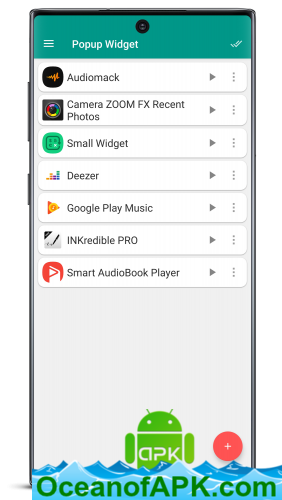 Popup Widget
Audiomack
Camera ZOOM FX Recent
Photos
Small Widget
Deezer
Google Play Music
INKredible PRO
Smart AudioBook Player
APK
OceanofAPK.com